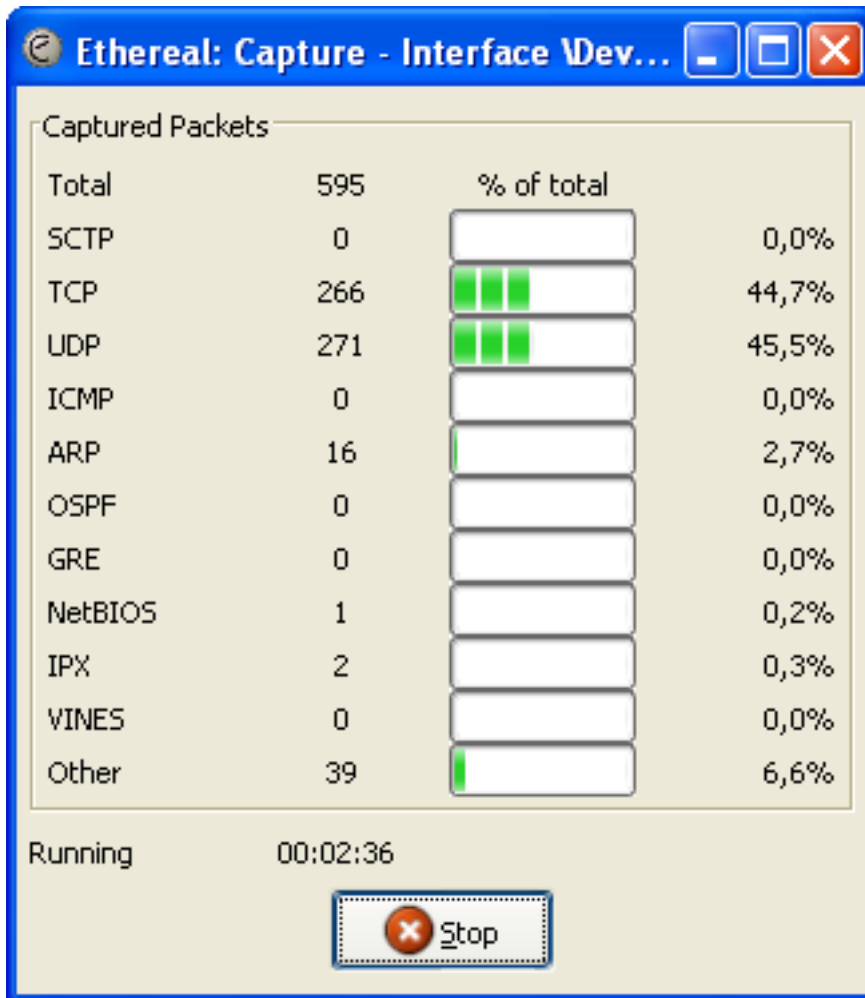 Ethereal: Capture - Interface \Dev...
Captured Packets
Total 595 % of total
SCTP 0 0,0%
TCP 266 44,7%
UDP 271 45,5%
ICMP 0 0,0%
ARP 16 2,7%
OSPF 0 0,0%
GRE 0 0,0%
NetBIOS 1 0,2%
IPX 2 0,3%
VINES 0 0,0%
Other 39 6,6%
Running 00:02:36
Stop